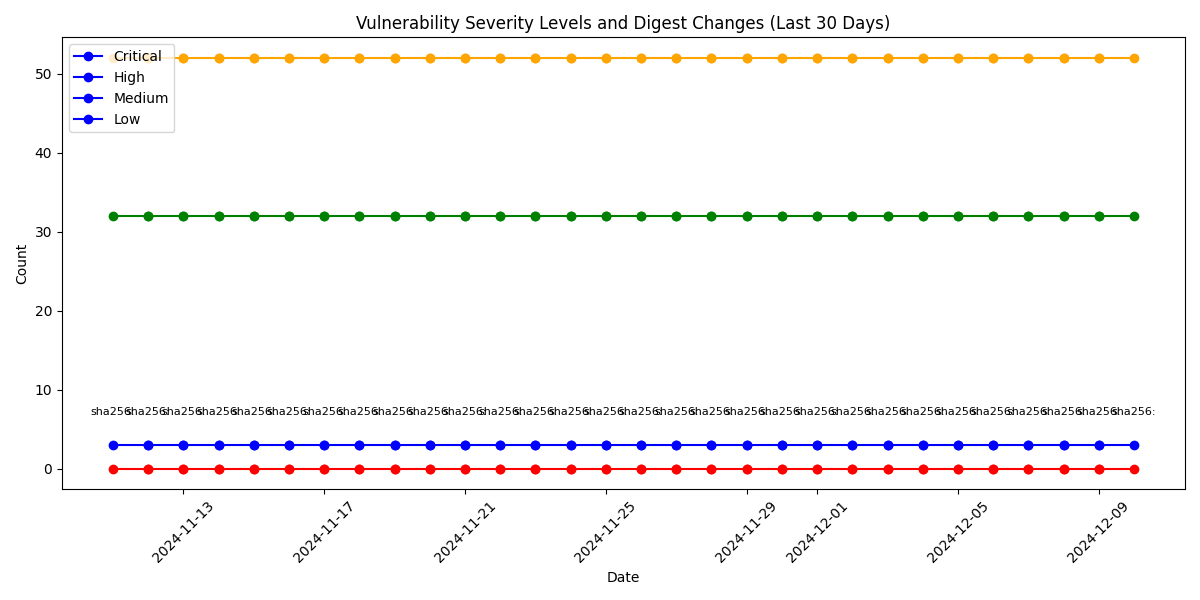 Vulnerability Severity Levels and Digest Changes (Last 30 Days)
Critical
High
Medium
Low
50
40
30
20
10
0
Count
sha256: sha256: sha256: sha256: sha256: sha256: sha256: sha256: sha256: sha256: sha256: sha256: sha256: sha256: sha256: sha256: sha256: sha256: sha256: sha256: sha256: sha256: sha256: sha256: sha256: sha256: sha256: sha256: sha256: sha256:
2024-11-13
2024-11-17
2024-11-21
2024-11-25
2024-11-29
2024-12-01
2024-12-05
2024-12-09
Date